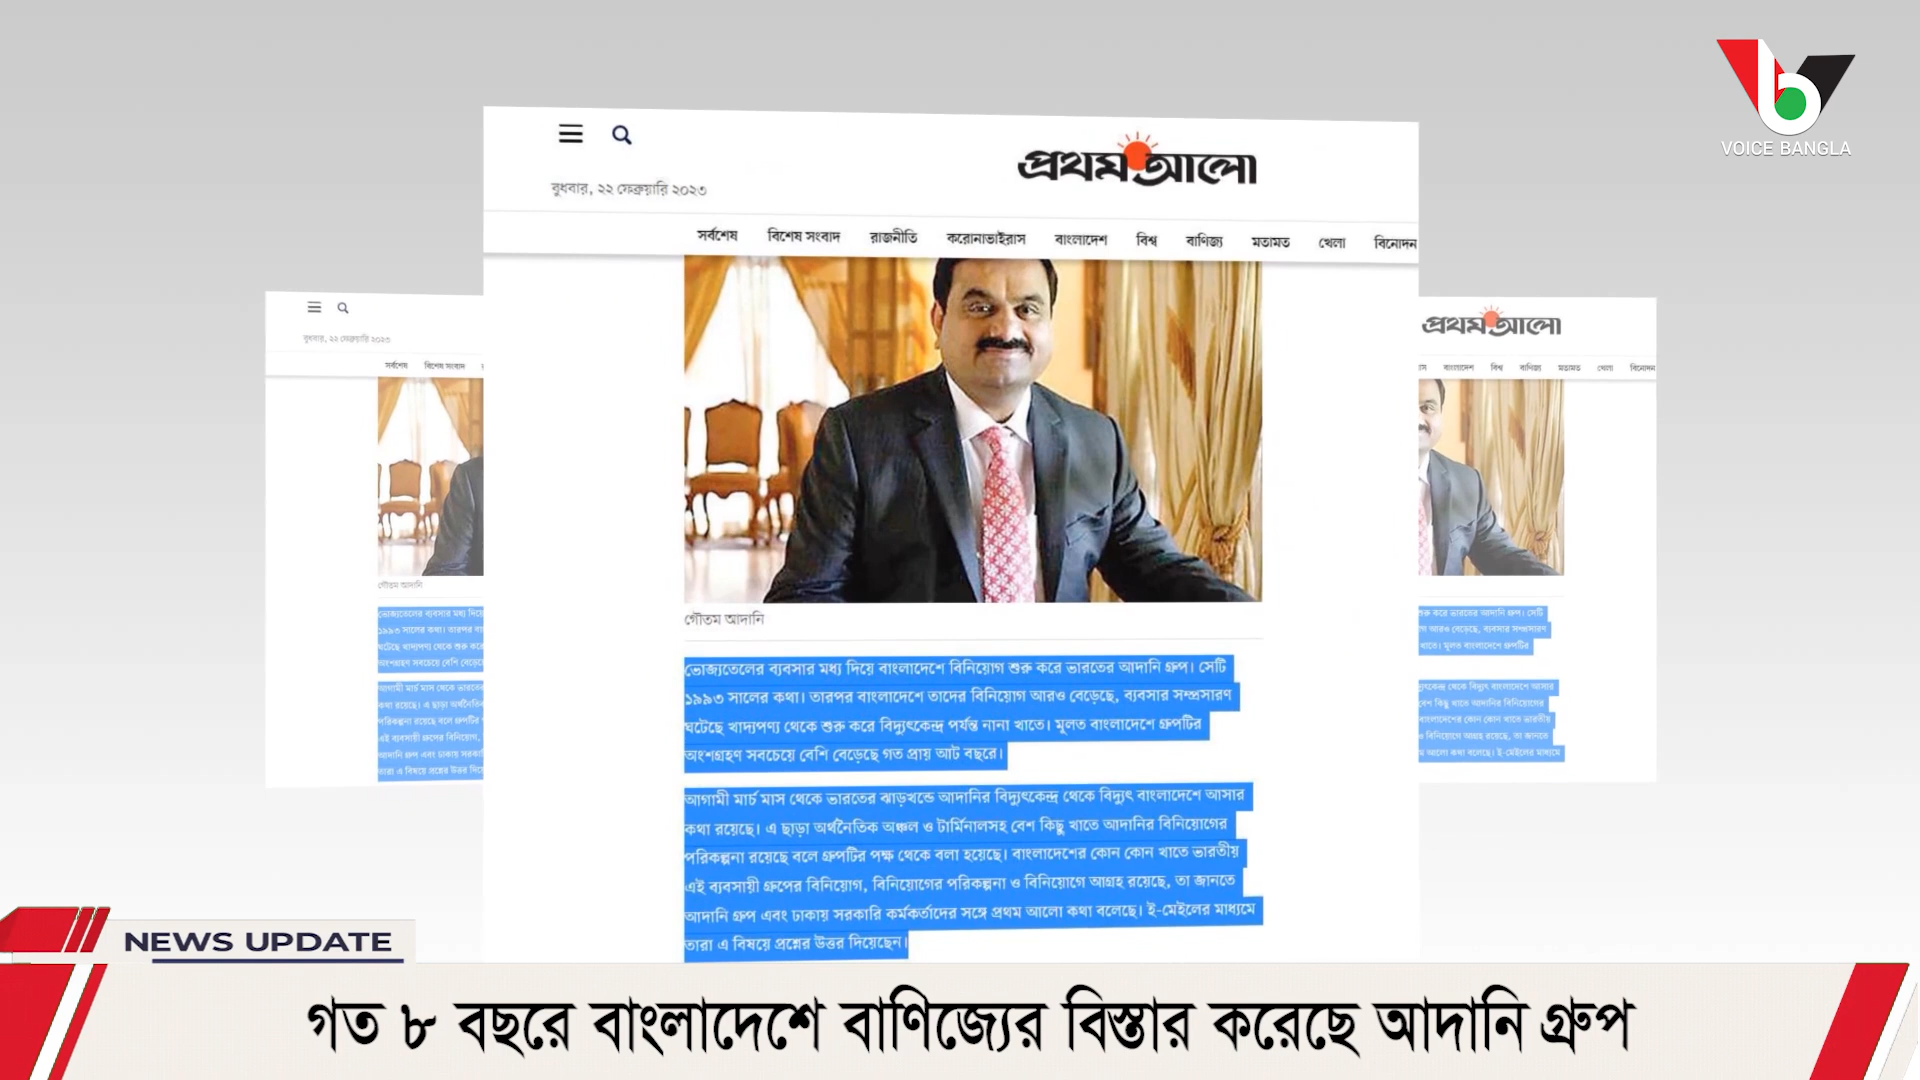 VOICE BANGLA
প্রথম আলো
বুধবার, ২২ ফেব্রুয়ারি ২০২৩
সর্বশেষ বিশেষ সংবাদ রাজনীতি করোনাভাইরাস বাংলাদেশ বিশ্ব বাণিজ্য মতামত খেলা বিনোদন
গৌতম আদানি
ভোজ্যতেলের ব্যবসার মধ্য দিয়ে বাংলাদেশে বিনিয়োগ শুরু করে ভারতের আদানি গ্রুপ। সেটি
১৯৯৩ সালের কথা। তারপর বাংলাদেশে তাদের বিনিয়োগ আরও বেড়েছে, ব্যবসার সম্প্রসারণ
ঘটেছে খাদ্যপণ্য থেকে শুরু করে বিদ্যুৎকেন্দ্র পর্যন্ত নানা খাতে। মূলত বাংলাদেশে গ্রুপটির
অংশগ্রহণ সবচেয়ে বেশি বেড়েছে গত প্রায় আট বছরে।
আগামী মার্চ মাস থেকে ভারতের ঝাড়খন্ডে আদানির বিদ্যুৎকেন্দ্র থেকে বিদ্যুৎ বাংলাদেশে আসার
কথা রয়েছে। এ ছাড়া অর্থনৈতিক অঞ্চল ও টার্মিনালসহ বেশ কিছু খাতে আদানির বিনিয়োগের
পরিকল্পনা রয়েছে বলে গ্রুপটির পক্ষ থেকে বলা হয়েছে। বাংলাদেশের কোন কোন খাতে ভারতীয়
এই ব্যবসায়ী গ্রুপের বিনিয়োগ, বিনিয়োগের পরিকল্পনা ও বিনিয়োগে আগ্রহ রয়েছে, তা জানতে
আদানি গ্রুপ এবং ঢাকায় সরকারি কর্মকর্তাদের সঙ্গে প্রথম আলো কথা বলেছে। ই-মেইলের মাধ্যমে
তারা এ বিষয়ে প্রশ্নের উত্তর দিয়েছেন।
NEWS UPDATE
গত ৮ বছরে বাংলাদেশে বাণিজ্যের বিস্তার করেছে আদানি গ্রুপ